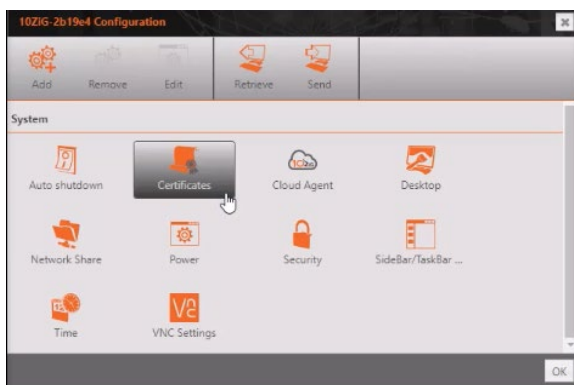 10ZiG-2b19e4 Configuration
Add Remove Edit Retrieve Send
System
Auto shutdown Certificates Cloud Agent Desktop
Network Share Power Security SideBar/TaskBar ...
Time VNC Settings
OK